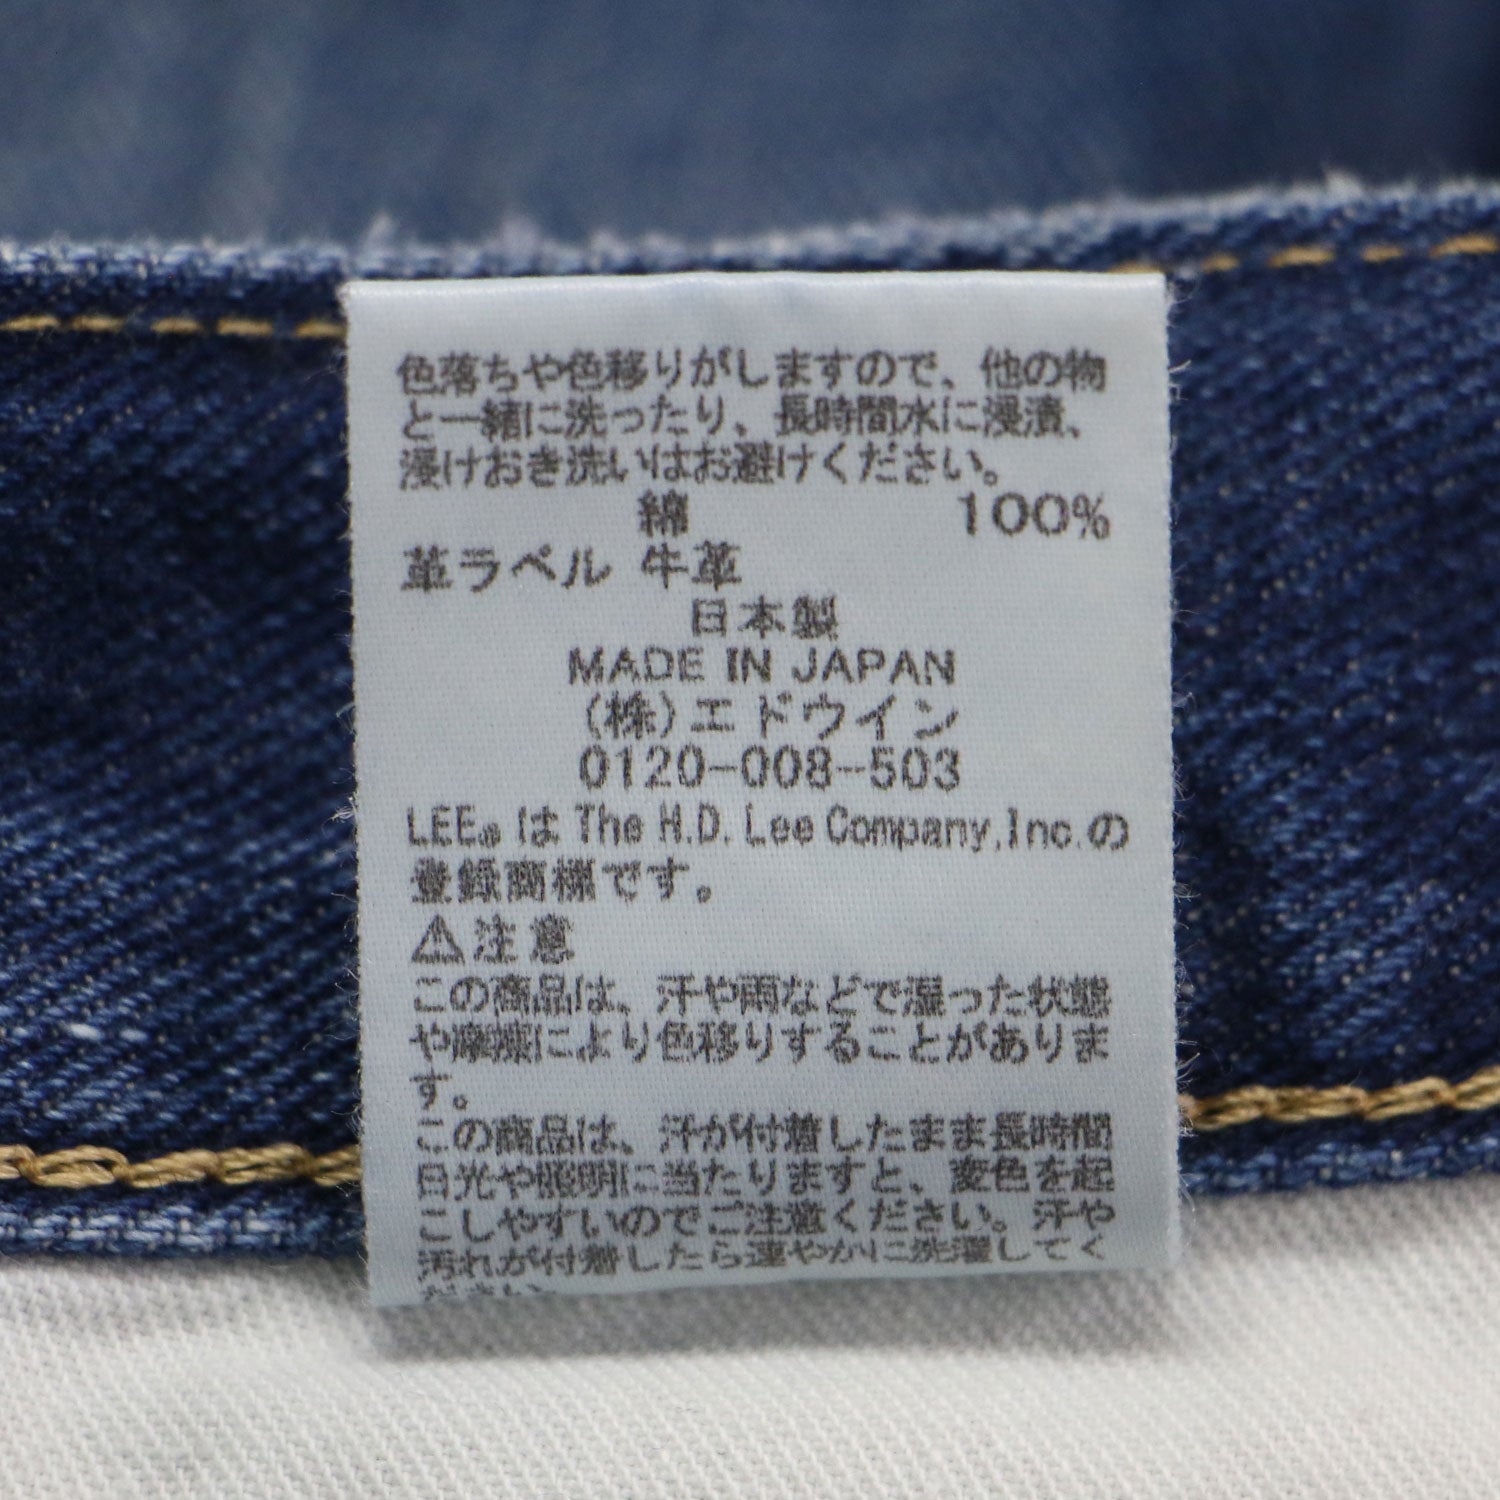 色落ちや色移りがしますので、他の物
と一緒に洗ったり、長時間水に浸漬、
浸けおき洗いはお避けください。
綿 100%
革ラベル 牛革
日本製
MADE IN JAPAN
(株)エドウイン
0120-008-503
LEE® は The H.D. Lee Company,Inc.の
登録商標です。
⚠注意
この商品は、汗や雨などで湿った状態
や摩擦により色移りすることがありま
す。
この商品は、汗が付着したまま長時間
日光や照明に当たりますと、変色を起
こしやすいのでご注意ください。汗や
汚れが付着したら速やかに洗濯してく
ださい。